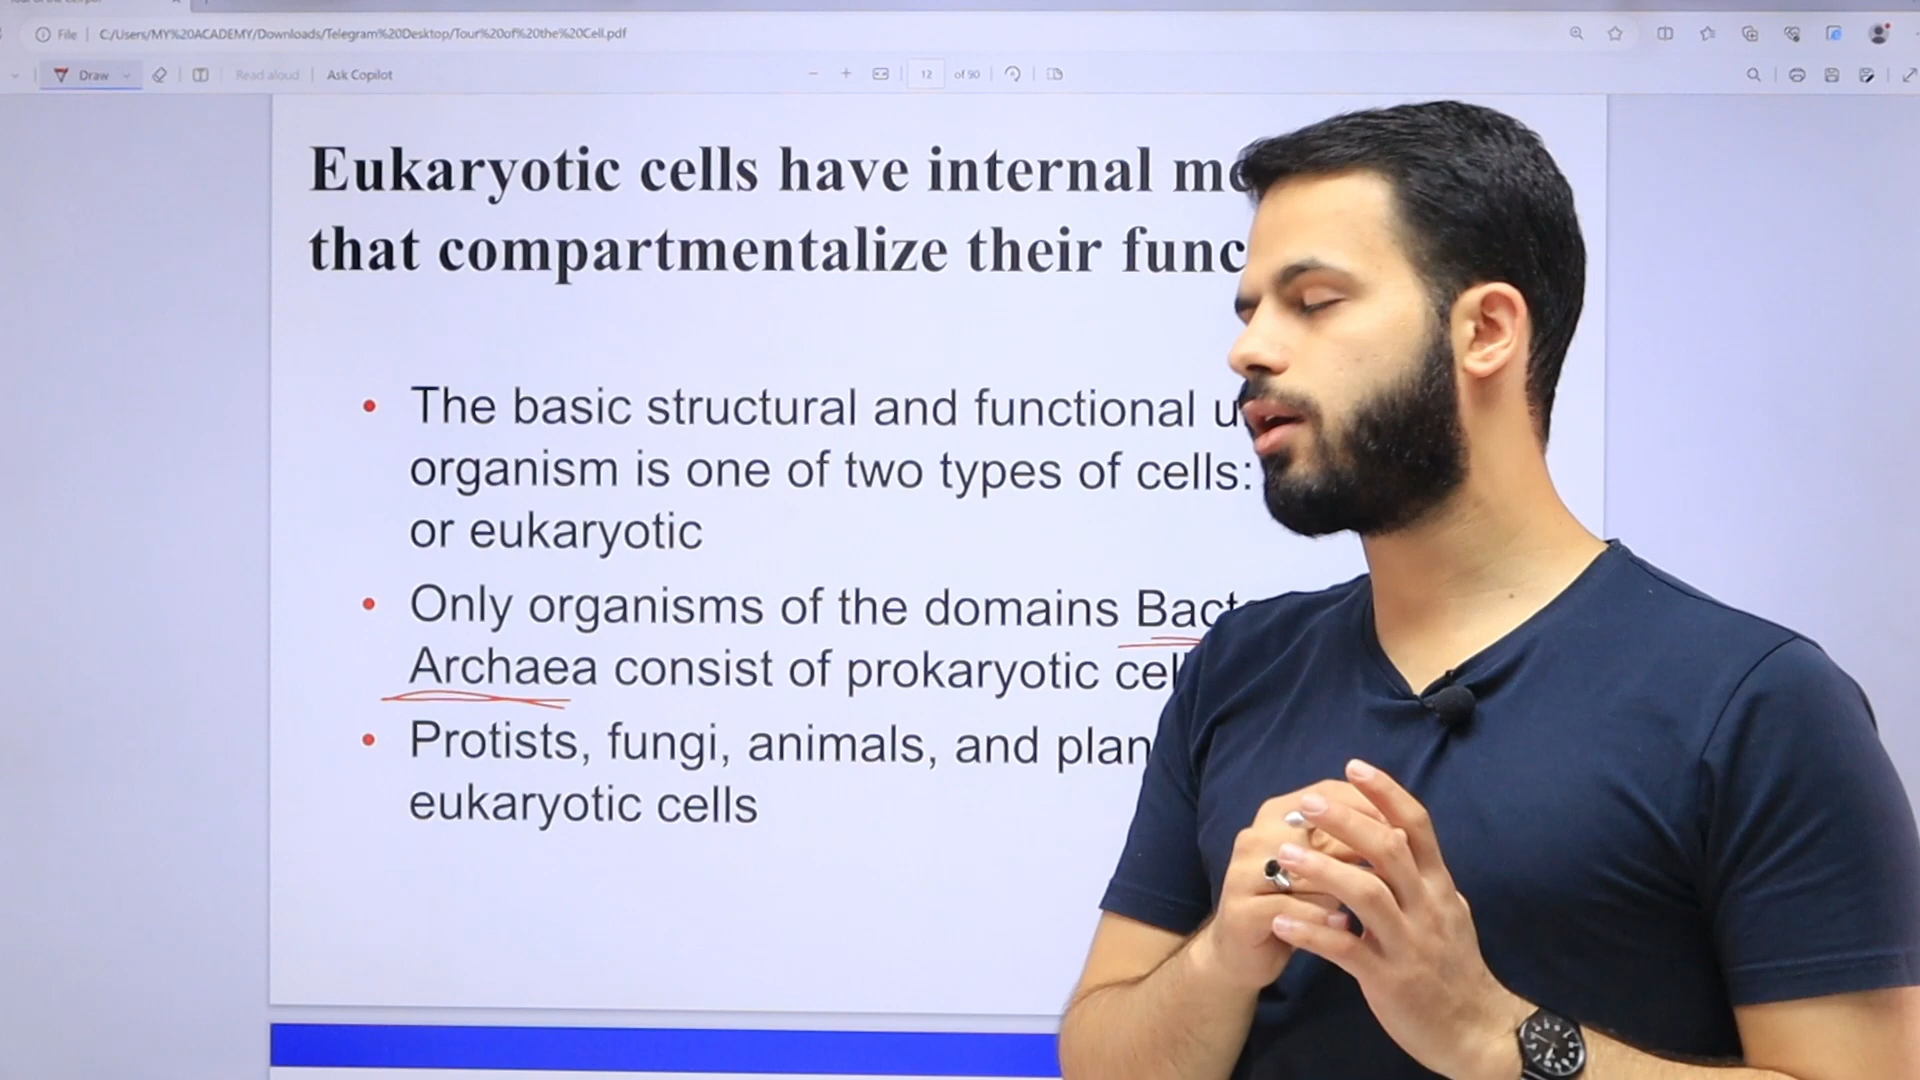 File | C:/Users/MY%20ACADEMY/Downloads/Telegram%20Desktop/Tour%20of%20the%20Cell.pdf
Draw Read aloud Ask Copilot 12 of 90
Eukaryotic cells have internal
that compartmentalize their func
• The basic structural and functional
organism is one of two types of cells:
or eukaryotic
• Only organisms of the domains Bact
Archaea consist of prokaryotic cel
• Protists, fungi, animals, and plan
eukaryotic cells